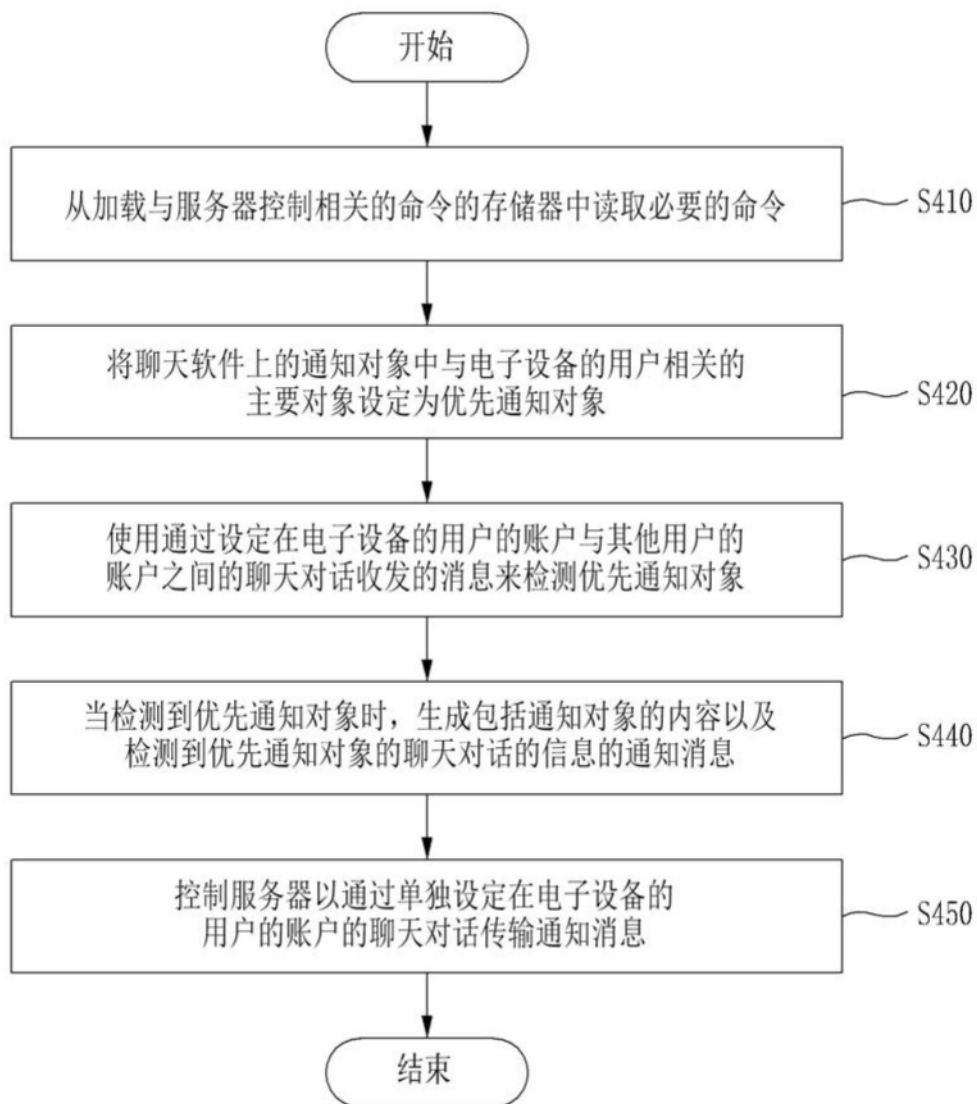 开始
从加载与服务器控制相关的命令的存储器中读取必要的命令
S410
将聊天软件上的通知对象中与电子设备的用户相关的
主要对象设定为优先通知对象
S420
使用通过设定在电子设备的用户的账户与其他用户的
账户之间的聊天对话收发的消息来检测优先通知对象
S430
当检测到优先通知对象时，生成包括通知对象的内容以及
检测到优先通知对象的聊天对话的信息的通知消息
S440
控制服务器以通过单独设定在电子设备的
用户的账户的聊天对话传输通知消息
S450
结束